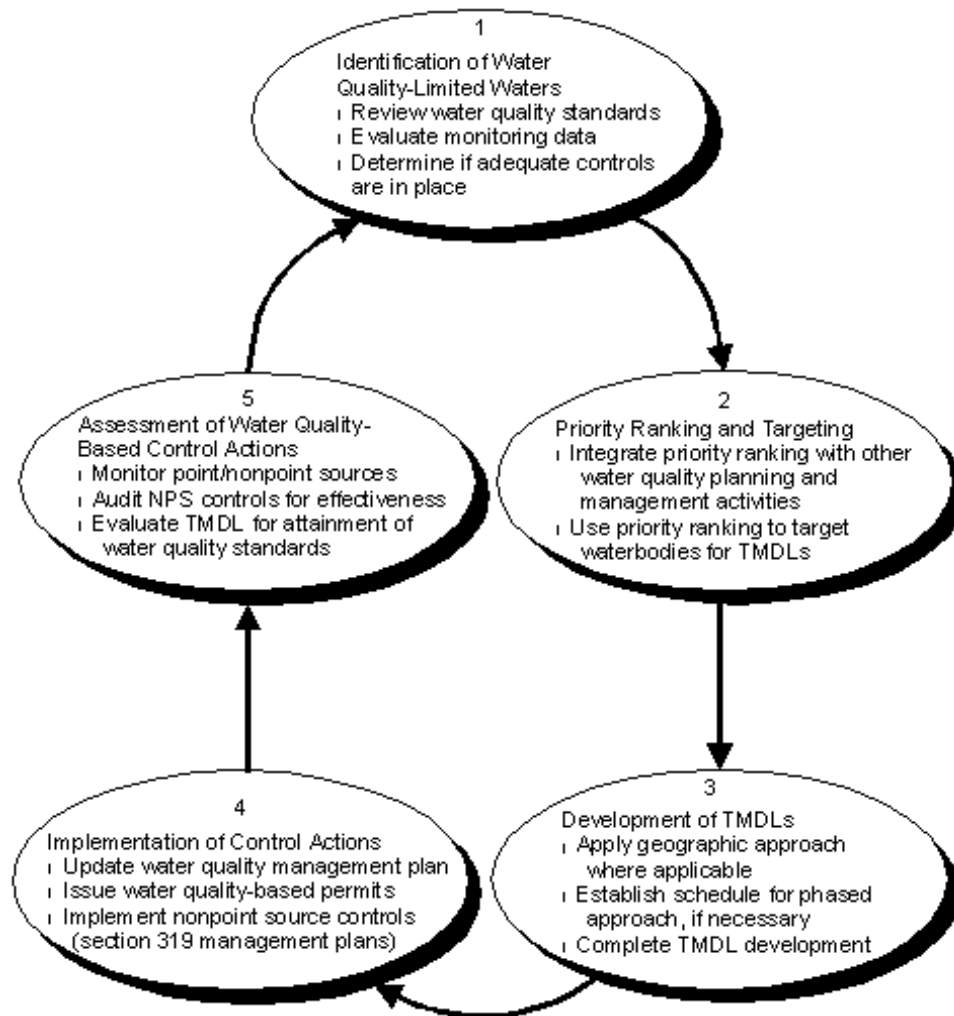 1
Identification of Water
Quality-Limited Waters
ı Review water quality standards
ı Evaluate monitoring data
ı Determine if adequate controls
are in place
2
Priority Ranking and Targeting
ı Integrate priority ranking with other
water quality planning and
management activities
ı Use priority ranking to target
waterbodies for TMDLs
3
Development of TMDLs
ı Apply geographic approach
where applicable
ı Establish schedule for phased
approach, if necessary
ı Complete TMDL development
4
Implementation of Control Actions
ı Update water quality management plan
ı Issue water quality-based permits
ı Implement nonpoint source controls
(section 319 management plans)
5
Assessment of Water Quality-
Based Control Actions
ı Monitor point/nonpoint sources
ı Audit NPS controls for effectiveness
ı Evaluate TMDL for attainment of
water quality standards